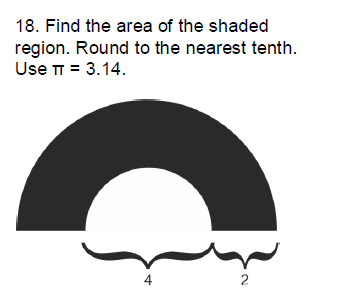 18. Find the area of the shaded
region. Round to the nearest tenth.
Use π = 3.14.
4 2